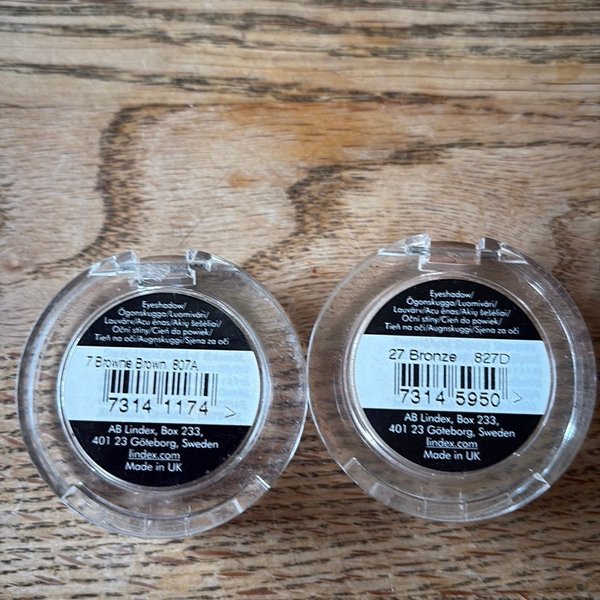 Eyeshadow/
Ögonskugga/Luomiväri/
Lauvärv/Acu ēnas/Akių šešėliai/
Očni stíny/Cień do powiek/
Tieň na oči/Augnskuggi/Sjena za oči
7 Browne Brown 807A
7314 1174 >
AB Lindex, Box 233,
401 23 Göteborg, Sweden
lindex.com
Made in UK
Eyeshadow/
Ögonskugga/Luomiväri/
Lauvärv/Acu ēnas/Akių šešėliai/
Očni stíny/Cień do powiek/
Tieň na oči/Augnskuggi/Sjena za oči
27 Bronze 827D
7314 5950 >
AB Lindex, Box 233,
401 23 Göteborg, Sweden
lindex.com
Made in UK